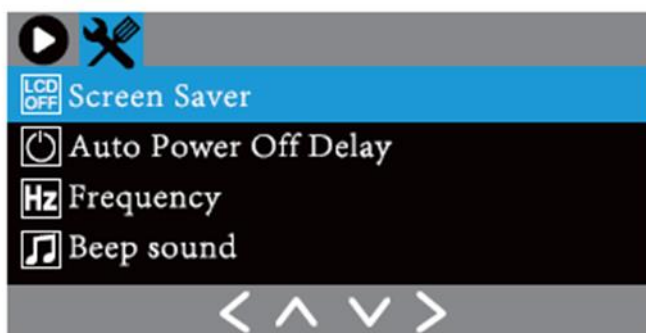 LCD
OFF
Screen Saver
Auto Power Off Delay
Hz
Frequency
Beep sound